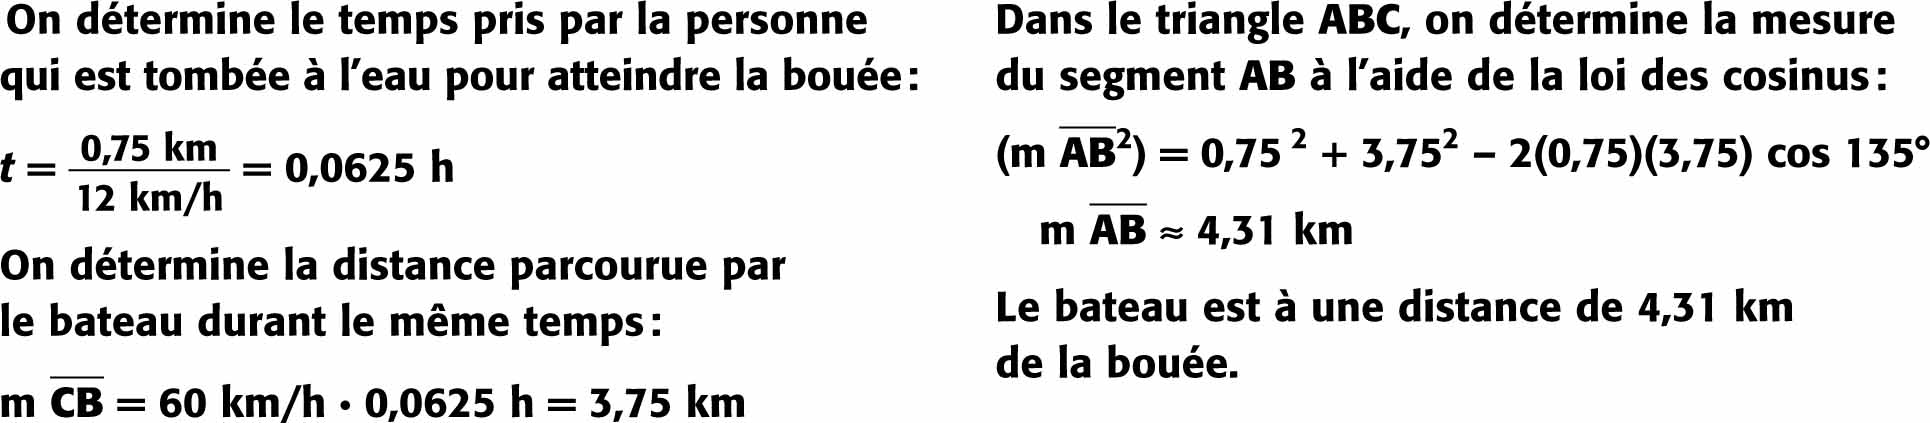 On détermine le temps pris par la personne
qui est tombée à l’eau pour atteindre la bouée :
t = 0,75 km / 12 km/h = 0,0625 h
On détermine la distance parcourue par
le bateau durant le même temps :
m C̅B̅ = 60 km/h • 0,0625 h = 3,75 km
Dans le triangle ABC, on détermine la mesure
du segment AB à l’aide de la loi des cosinus :
(m A̅B̅²) = 0,75 ² + 3,75² – 2(0,75)(3,75) cos 135°
m A̅B̅ ≈ 4,31 km
Le bateau est à une distance de 4,31 km
de la bouée.